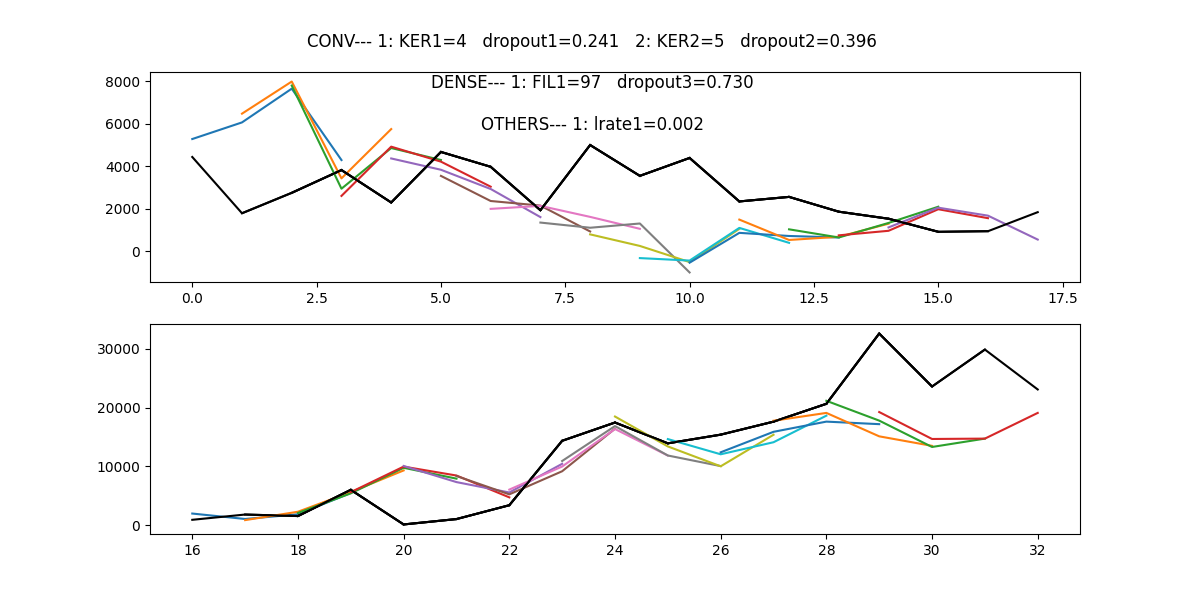 CONV--- 1: KER1=4   dropout1=0.241   2: KER2=5   dropout2=0.396
DENSE--- 1: FIL1=97   dropout3=0.730
OTHERS--- 1: lrate1=0.002
8000
6000
4000
2000
0
0.0 2.5 5.0 7.5 10.0 12.5 15.0 17.5
30000
20000
10000
0
16 18 20 22 24 26 28 30 32